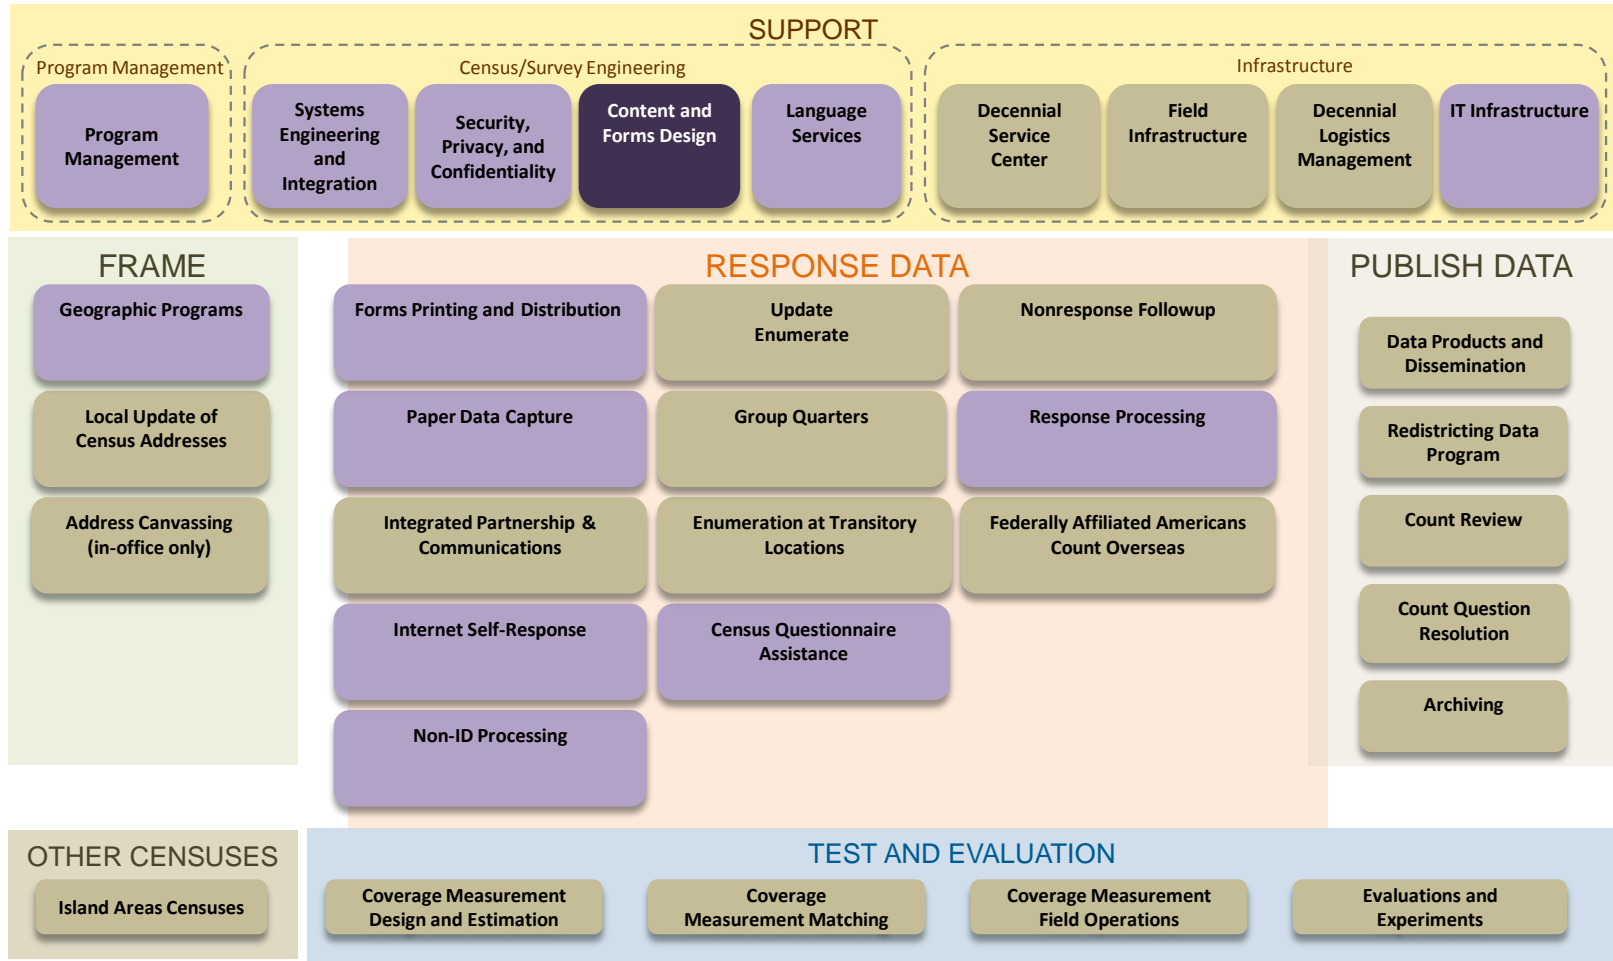 SUPPORT
Program Management
Program
Management
Census/Survey Engineering
Systems
Engineering
and
Integration
Security,
Privacy, and
Confidentiality
Content and
Forms Design
Language
Services
Infrastructure
Decennial
Service
Center
Field
Infrastructure
Decennial
Logistics
Management
IT Infrastructure
FRAME
Geographic Programs
Local Update of
Census Addresses
Address Canvassing
(in-office only)
RESPONSE DATA
Forms Printing and Distribution
Update
Enumerate
Nonresponse Followup
Paper Data Capture
Group Quarters
Response Processing
Integrated Partnership &
Communications
Enumeration at Transitory
Locations
Federally Affiliated Americans
Count Overseas
Internet Self-Response
Census Questionnaire
Assistance
Non-ID Processing
PUBLISH DATA
Data Products and
Dissemination
Redistricting Data
Program
Count Review
Count Question
Resolution
Archiving
OTHER CENSUSES
Island Areas Censuses
TEST AND EVALUATION
Coverage Measurement
Design and Estimation
Coverage
Measurement Matching
Coverage Measurement
Field Operations
Evaluations and
Experiments